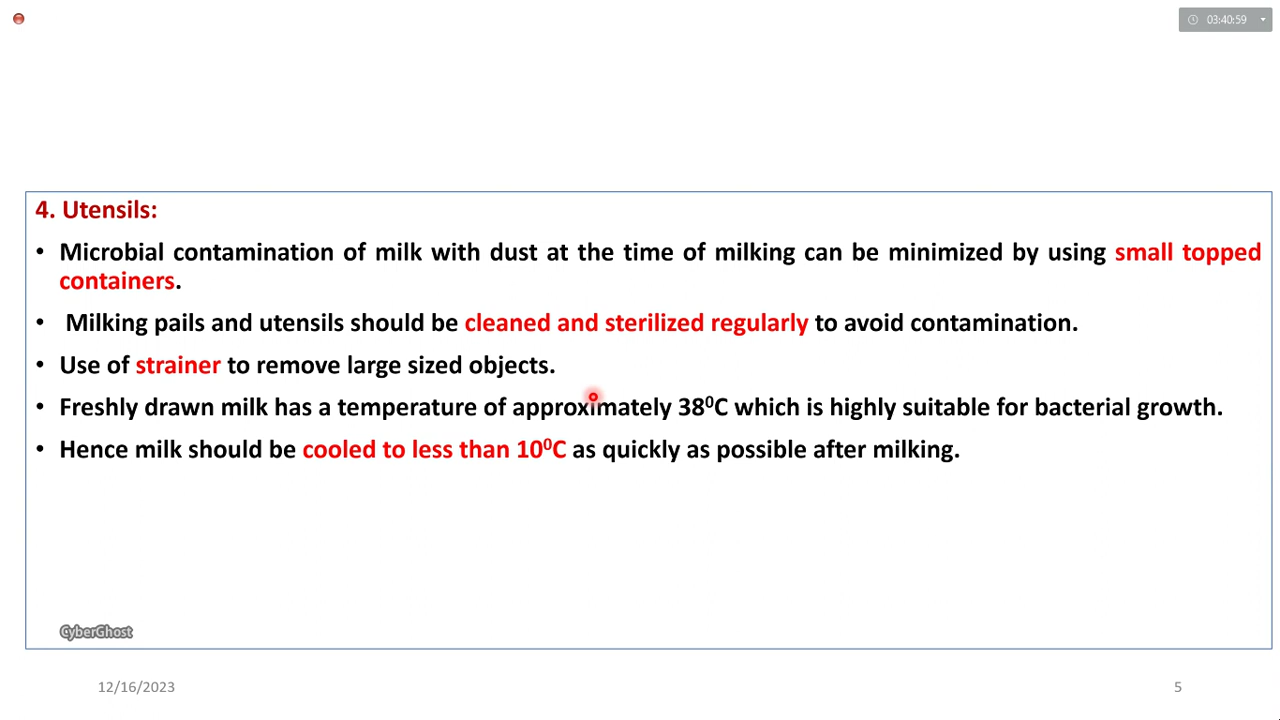 03:40:59
4. Utensils:
• Microbial contamination of milk with dust at the time of milking can be minimized by using small topped
containers.
• Milking pails and utensils should be cleaned and sterilized regularly to avoid contamination.
• Use of strainer to remove large sized objects.
• Freshly drawn milk has a temperature of approximately 38⁰C which is highly suitable for bacterial growth.
• Hence milk should be cooled to less than 10⁰C as quickly as possible after milking.
CyberGhost
12/16/2023
5